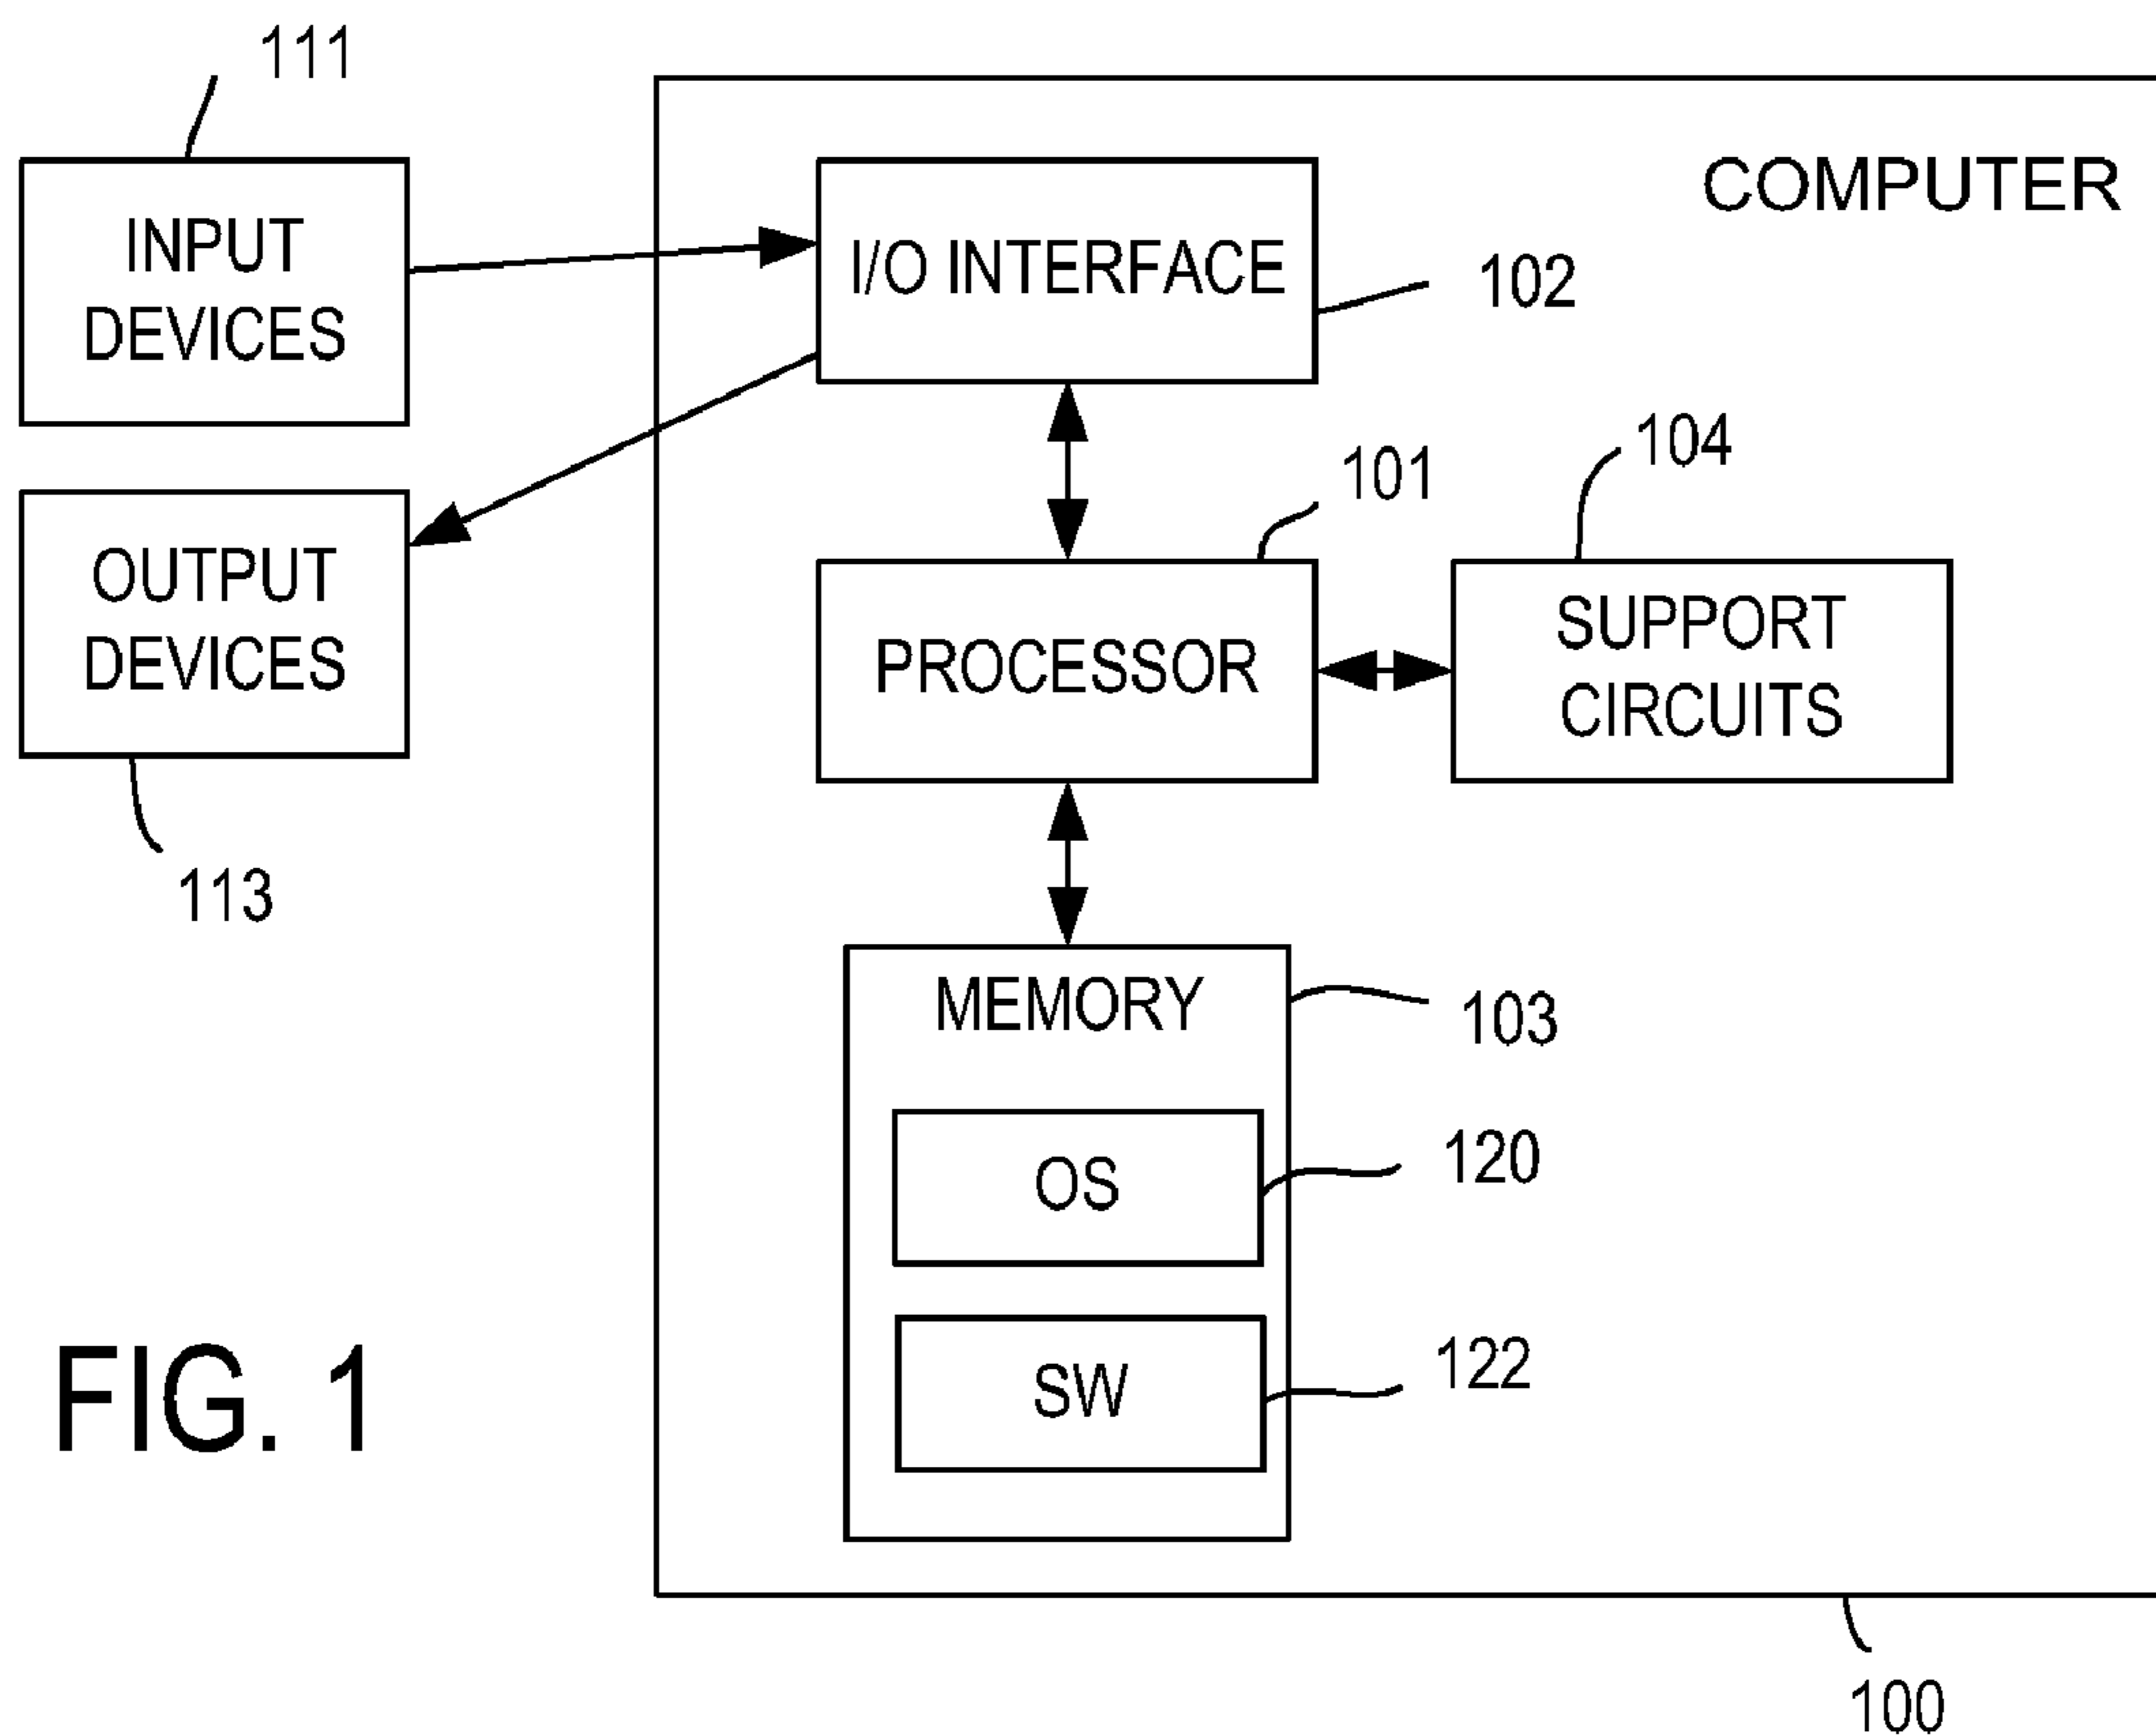 111
INPUT
DEVICES
COMPUTER
I/O INTERFACE
102
OUTPUT
DEVICES
113
101
PROCESSOR
104
SUPPORT
CIRCUITS
MEMORY
103
OS
120
SW
122
FIG. 1
100